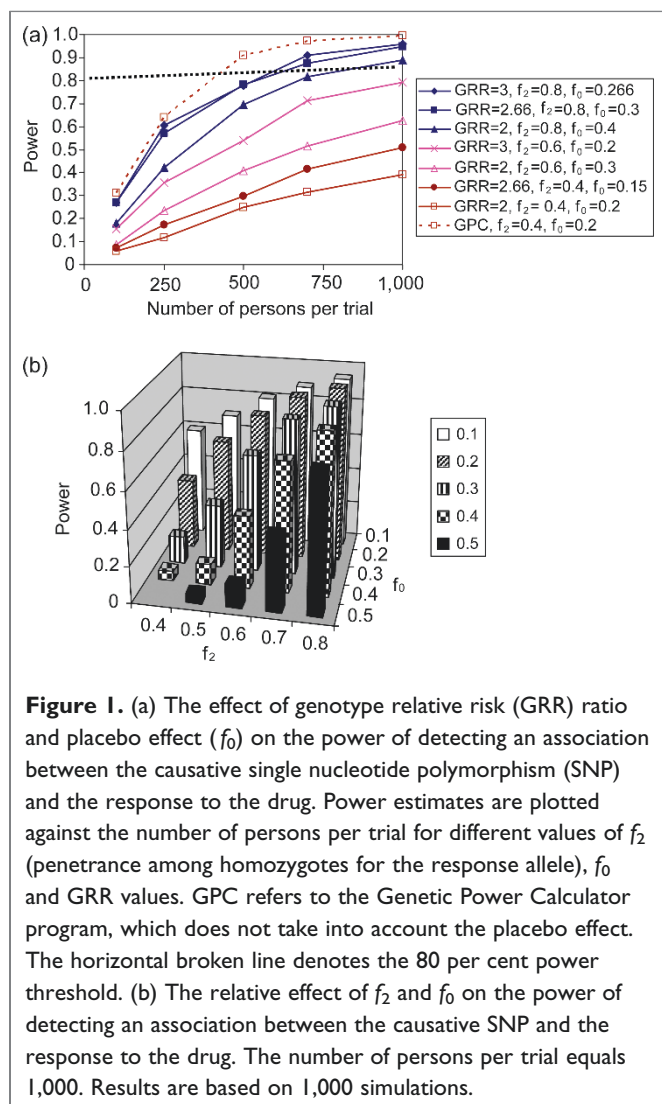 (a)
1.0
0.9
0.8
0.7
0.6
0.5
0.4
0.3
0.2
0.1
0
Power
0 250 500 750 1,000
Number of persons per trial
GRR=3, f₂=0.8, f₀=0.266
GRR=2.66, f₂=0.8, f₀=0.3
GRR=2, f₂=0.8, f₀=0.4
GRR=3, f₂=0.6, f₀=0.2
GRR=2, f₂=0.6, f₀=0.3
GRR=2.66, f₂=0.4, f₀=0.15
GRR=2, f₂= 0.4, f₀=0.2
GPC, f₂=0.4, f₀=0.2
(b)
1.0
0.8
0.6
0.4
0.2
0
Power
0.4 0.5 0.6 0.7 0.8
f₂
0.1
0.2
0.3
0.4
0.5
f₀
0.1
0.2
0.3
0.4
0.5
Figure 1. (a) The effect of genotype relative risk (GRR) ratio
and placebo effect (f₀) on the power of detecting an association
between the causative single nucleotide polymorphism (SNP)
and the response to the drug. Power estimates are plotted
against the number of persons per trial for different values of f₂
(penetrance among homozygotes for the response allele), f₀
and GRR values. GPC refers to the Genetic Power Calculator
program, which does not take into account the placebo effect.
The horizontal broken line denotes the 80 per cent power
threshold. (b) The relative effect of f₂ and f₀ on the power of
detecting an association between the causative SNP and the
response to the drug. The number of persons per trial equals
1,000. Results are based on 1,000 simulations.